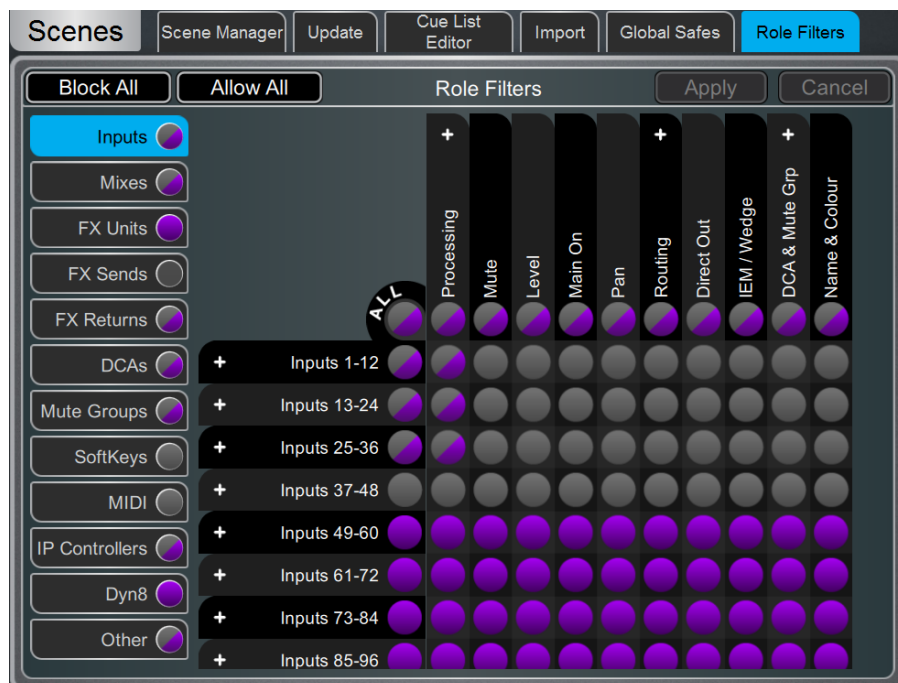 Scenes
Scene Manager
Update
Cue List
Editor
Import
Global Safes
Role Filters
Block All
Allow All
Role Filters
Apply
Cancel
Inputs
Mixes
FX Units
FX Sends
FX Returns
DCAs
Mute Groups
SoftKeys
MIDI
IP Controllers
Dyn8
Other
+
+
+
Processing
Mute
Level
Main On
Pan
Routing
Direct Out
IEM / Wedge
DCA & Mute Grp
Name & Colour
ALL
+ Inputs 1-12
+ Inputs 13-24
+ Inputs 25-36
+ Inputs 37-48
+ Inputs 49-60
+ Inputs 61-72
+ Inputs 73-84
+ Inputs 85-96